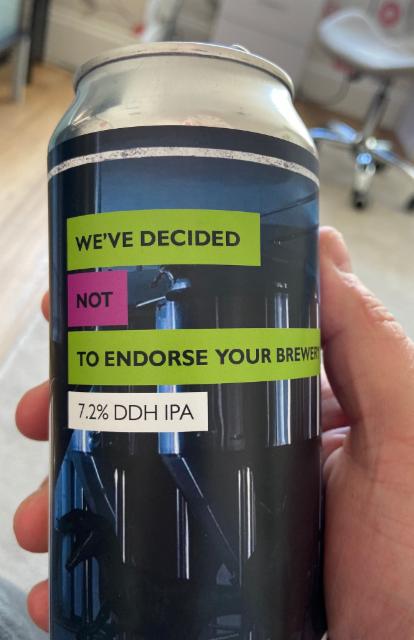 WE'VE DECIDED
NOT
TO ENDORSE YOUR BREWERY
7.2% DDH IPA